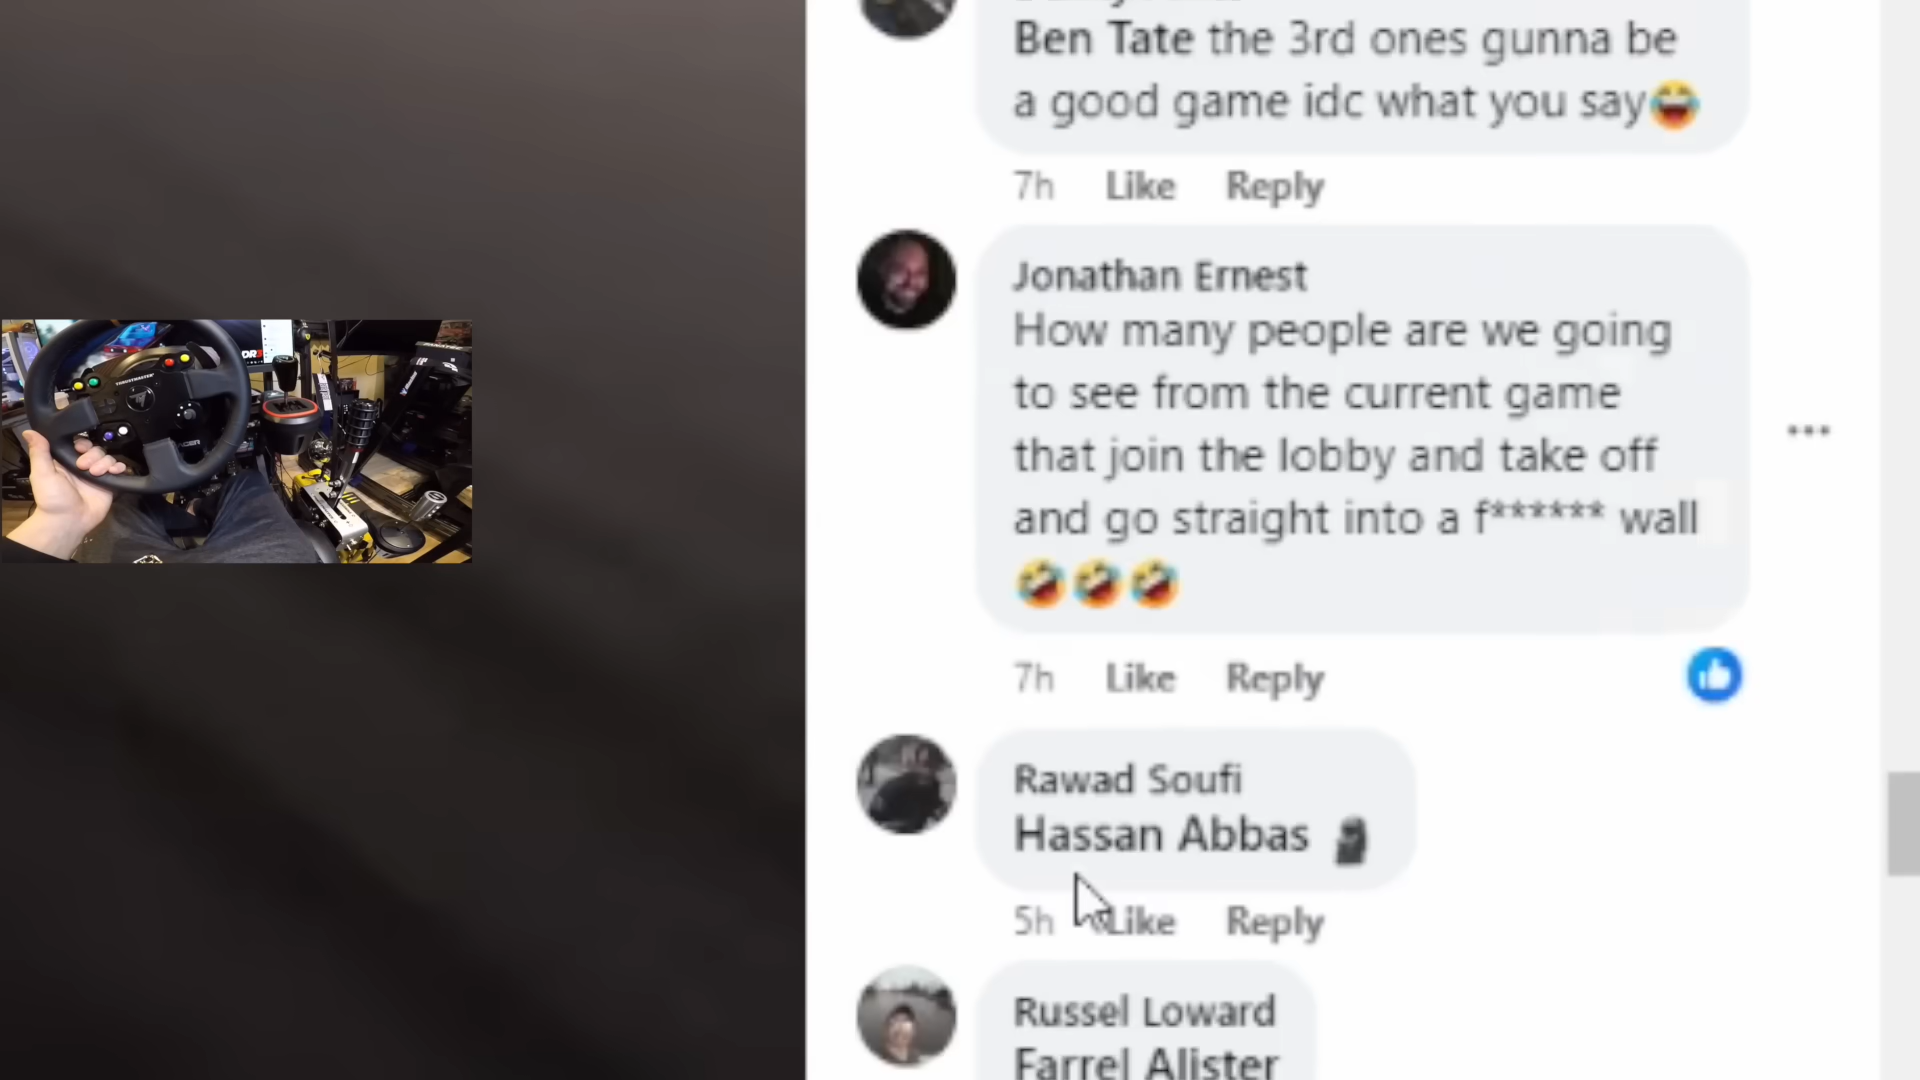 Ben Tate the 3rd ones gunna be
a good game idc what you say🤣
7h Like Reply
Jonathan Ernest
How many people are we going
to see from the current game
that join the lobby and take off
and go straight into a f****** wall
🤣🤣🤣
7h Like Reply
Rawad Soufi
Hassan Abbas
5h Like Reply
Russel Loward
Farrel Alister
THRUSTMASTER